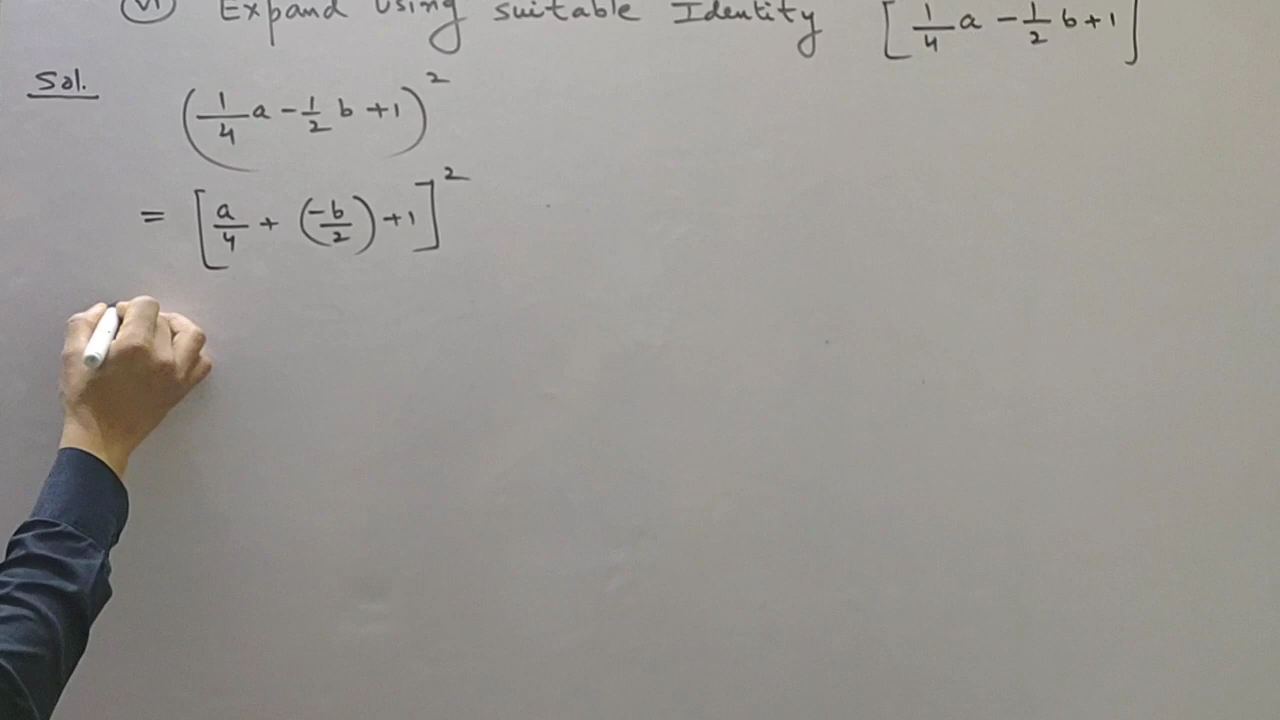 (vi) Expand Using suitable Identity [1/4 a - 1/2 b + 1]
Sol. (1/4 a - 1/2 b + 1)²
= [a/4 + (-b/2) + 1]²